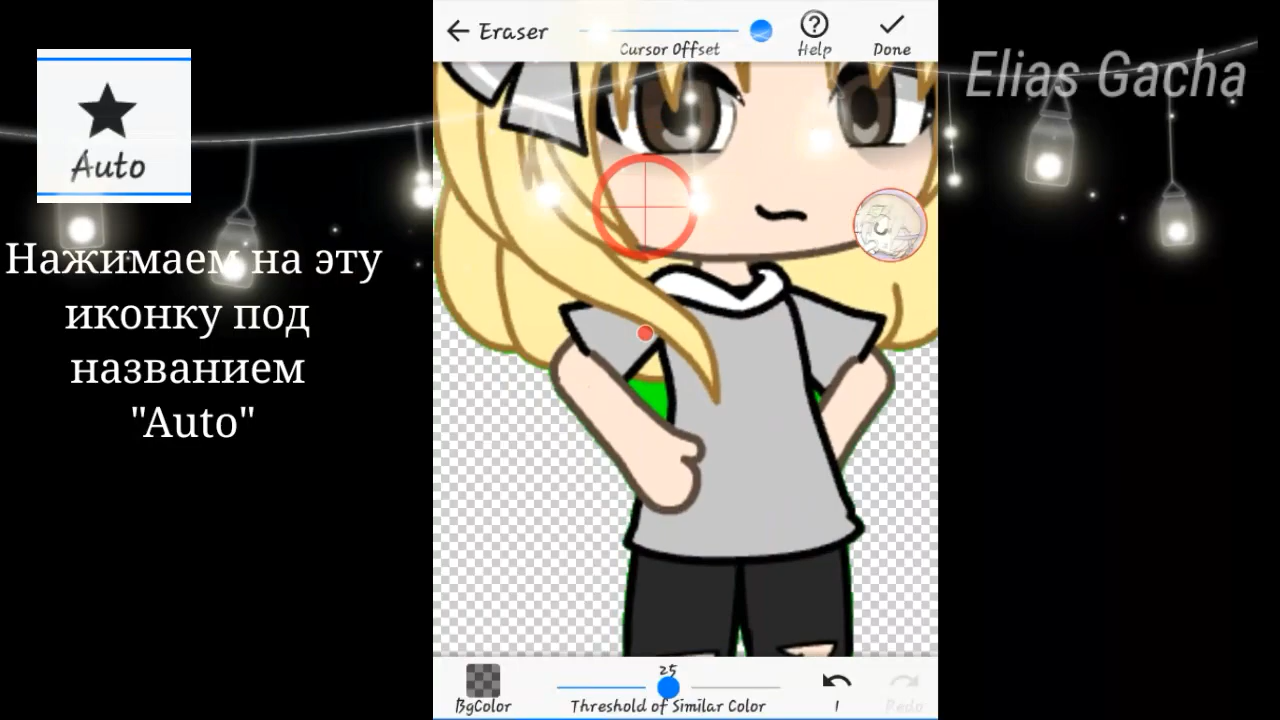 Eraser
Cursor Offset
Help
Done
Elias Gacha
Auto
Нажимаем на эту
иконку под
названием
"Auto"
25
BgColor
Threshold of Similar Color
1
Redo